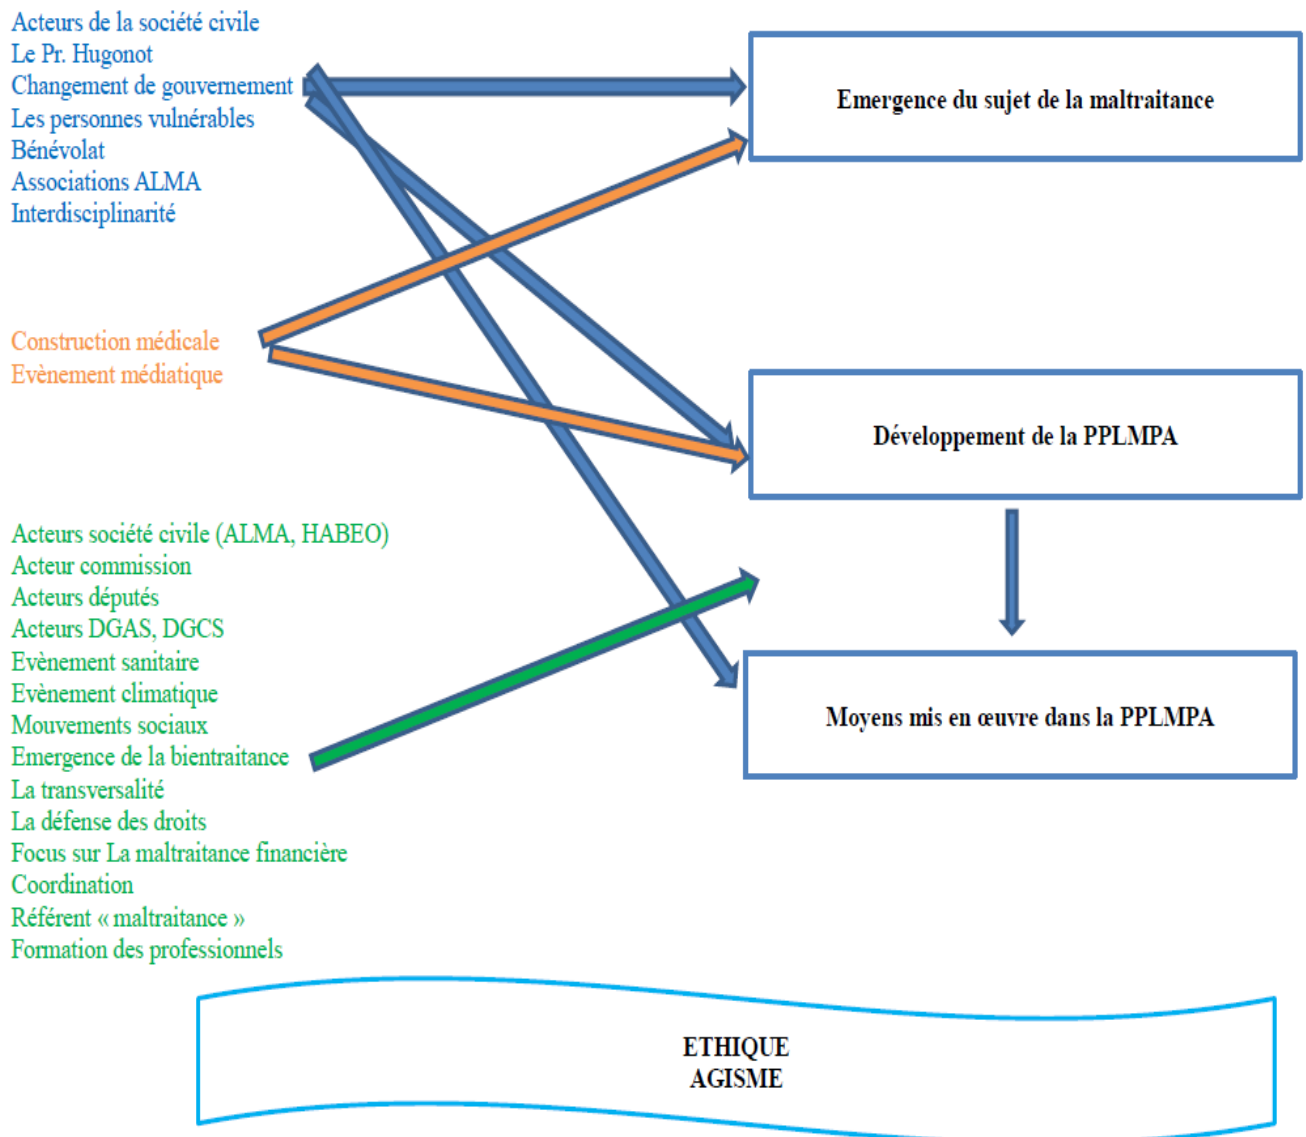 Acteurs de la société civile
Le Pr. Hugonot
Changement de gouvernement
Les personnes vulnérables
Bénévolat
Associations ALMA
Interdisciplinarité
Emergence du sujet de la maltraitance
Construction médicale
Evènement médiatique
Développement de la PPLMPA
Acteurs société civile (ALMA, HABEO)
Acteur commission
Acteurs députés
Acteurs DGAS, DGCS
Evènement sanitaire
Evènement climatique
Mouvements sociaux
Emergence de la bientraitance
La transversalité
La défense des droits
Focus sur La maltraitance financière
Coordination
Référent « maltraitance »
Formation des professionnels
Moyens mis en œuvre dans la PPLMPA
ETHIQUE
AGISME